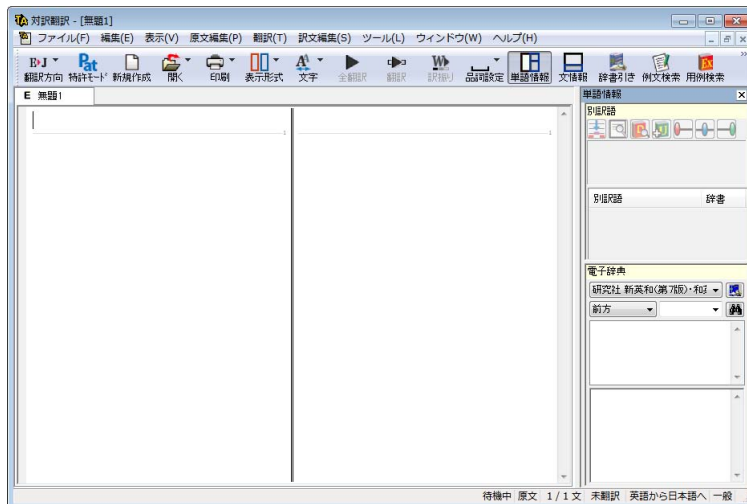 対訳翻訳 - [無題1]
ファイル(F) 編集(E) 表示(V) 原文編集(P) 翻訳(T) 訳文編集(S) ツール(L) ウィンドウ(W) ヘルプ(H)
E›J Pat
翻訳方向 特許モード 新規作成 開く 印刷 表示形式 文字 全翻訳 翻訳 訳振り 品詞設定 単語情報 文情報 辞書引き 例文検索 用例検索
E 無題1
単語情報
別訳語
1 1
別訳語 辞書
電子辞典
研究社 新英和(第7版)・和
前方
待機中 原文 1 / 1 文 未翻訳 英語から日本語へ 一般